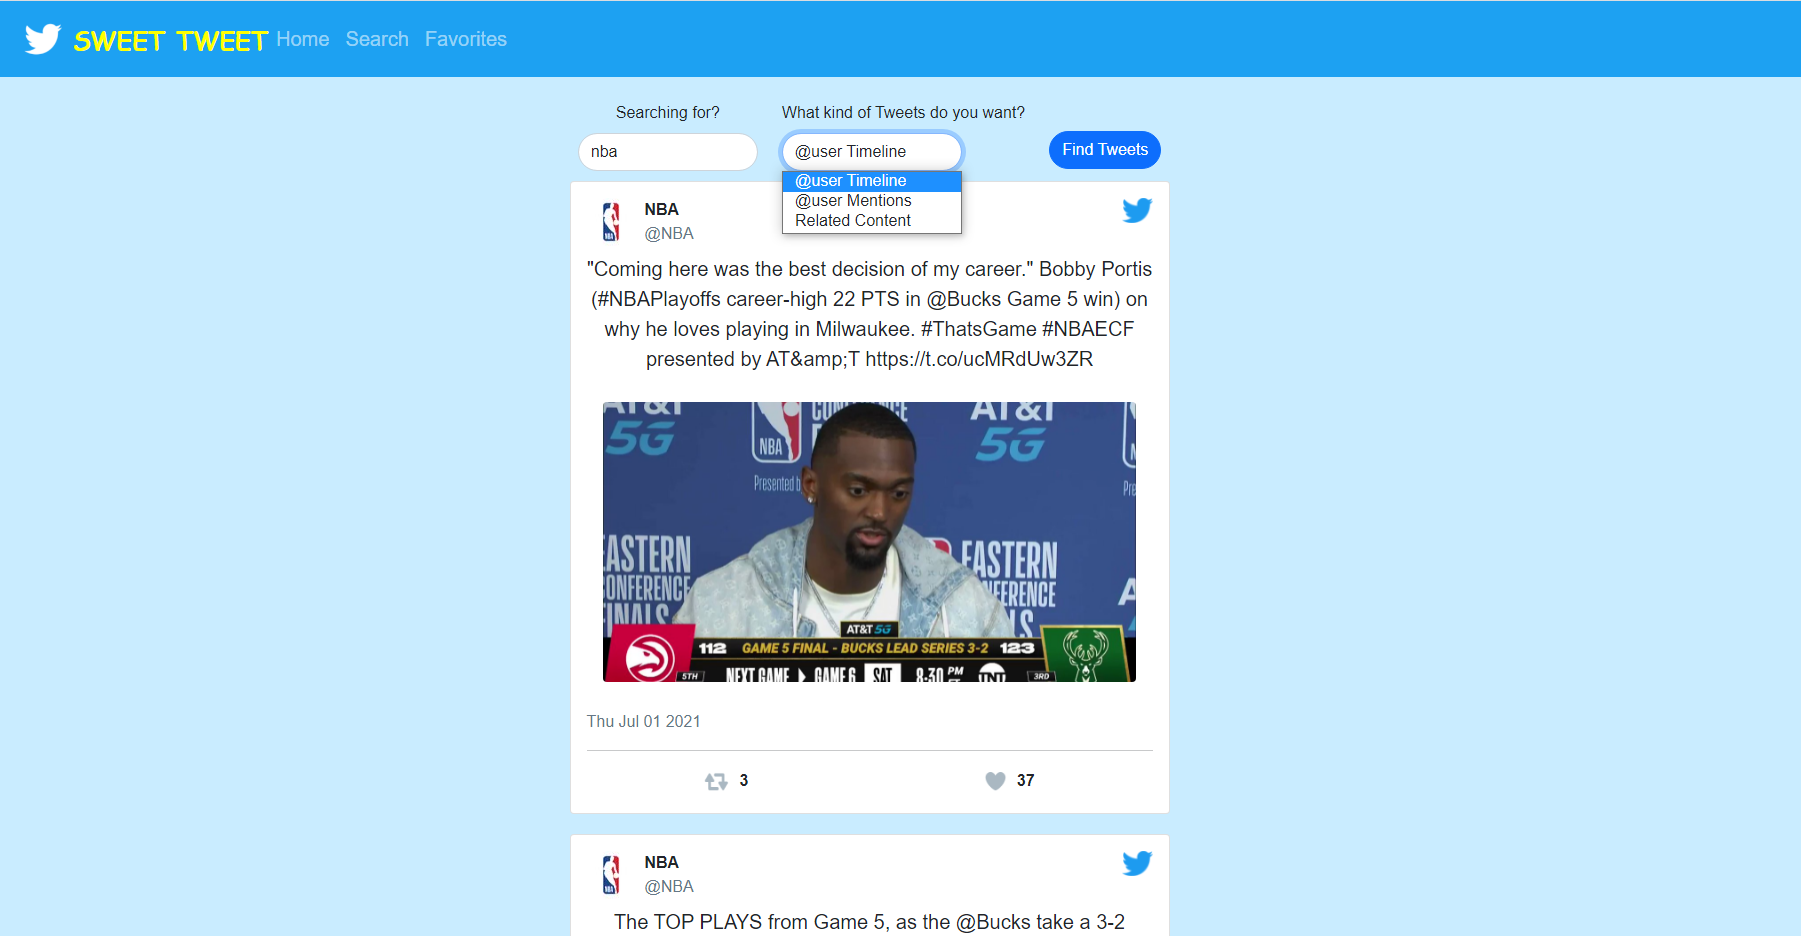 SWEET TWEET Home Search Favorites
Searching for?
What kind of Tweets do you want?
nba
@user Timeline
Find Tweets
@user Timeline
@user Mentions
Related Content
NBA
@NBA
"Coming here was the best decision of my career." Bobby Portis
(#NBAPlayoffs career-high 22 PTS in @Bucks Game 5 win) on
why he loves playing in Milwaukee. #ThatsGame #NBAECF
presented by AT&amp;T https://t.co/ucMRdUw3ZR
AT&T
5G
NBA
Presented
AT&T
5G
EASTERN
CONFERENCE
FINALS
EASTERN
CONFERENCE
AT&T 5G
112 GAME 5 FINAL - BUCKS LEAD SERIES 3-2 123
5TH NEXT GAME GAME 6 SAT 8:30 PM ET TNT 3RD
Thu Jul 01 2021
3
37
NBA
@NBA
The TOP PLAYS from Game 5, as the @Bucks take a 3-2